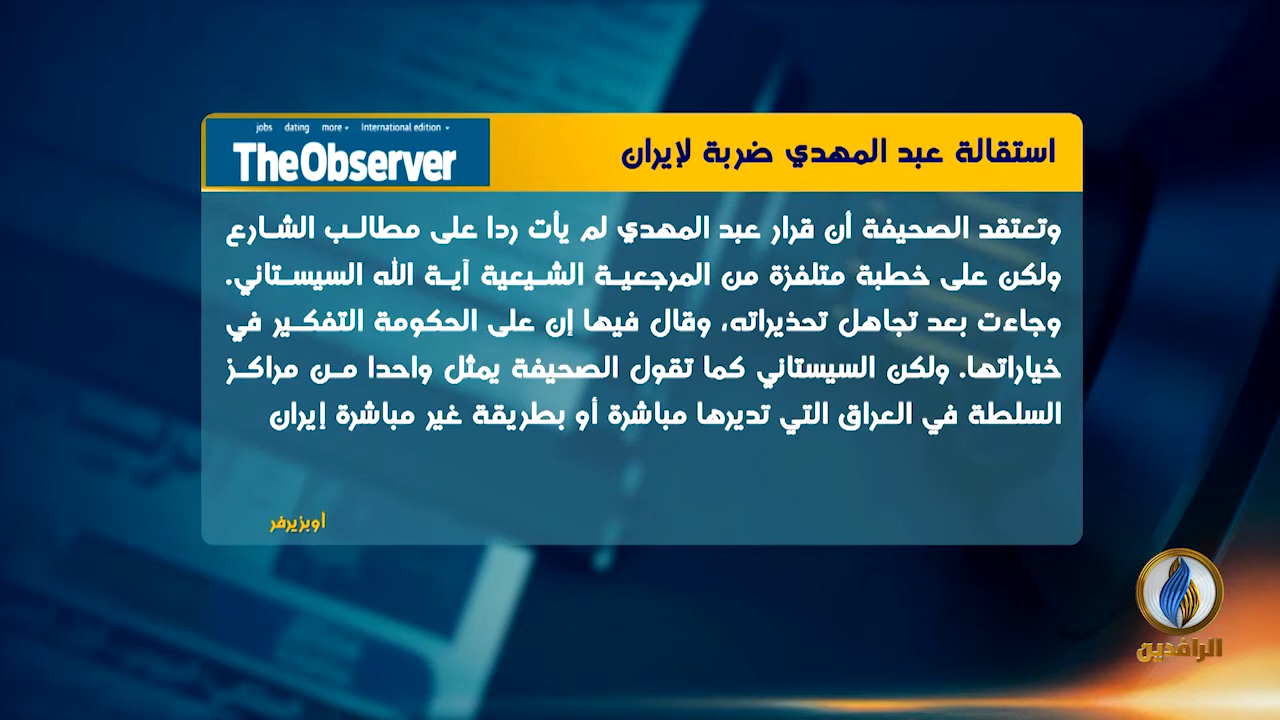 jobs dating more International edition
TheObserver
استقالة عبد المهدي ضربة لإيران
وتعتقد الصحيفة أن قرار عبد المهدي لم يأت ردا على مطالب الشارع
ولكن على خطبة متلفزة من المرجعية الشيعية آية الله السيستاني.
وجاءت بعد تجاهل تحذيراته، وقال فيها إن على الحكومة التفكير في
خياراتها. ولكن السيستاني كما تقول الصحيفة يمثل واحدا من مراكز
السلطة في العراق التي تديرها مباشرة أو بطريقة غير مباشرة إيران
أوبزيرفر
الرافدين